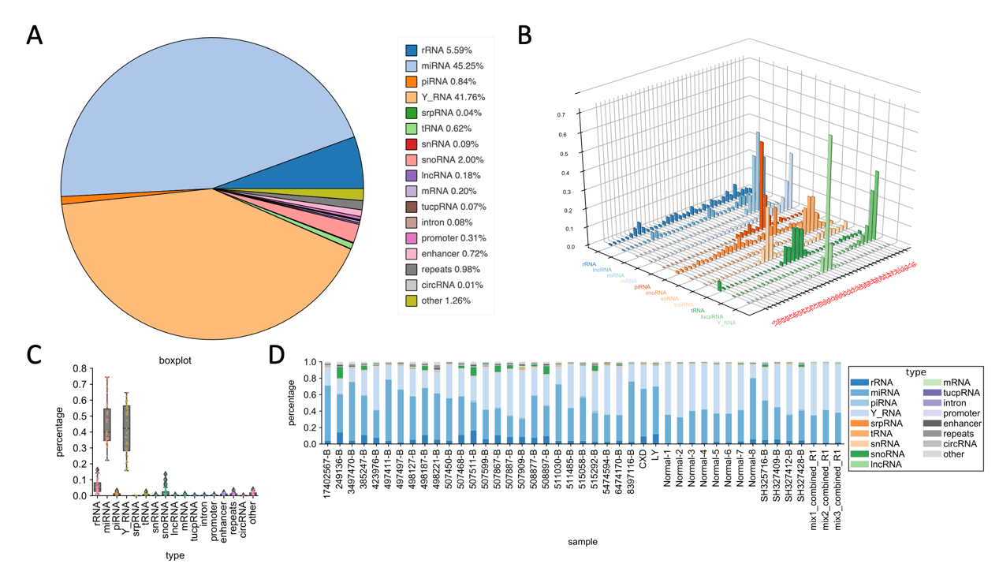 A
rRNA 5.59%
miRNA 45.25%
piRNA 0.84%
Y_RNA 41.76%
srpRNA 0.04%
tRNA 0.62%
snRNA 0.09%
snoRNA 2.00%
lncRNA 0.18%
mRNA 0.20%
tucpRNA 0.07%
intron 0.08%
promoter 0.31%
enhancer 0.72%
repeats 0.98%
circRNA 0.01%
other 1.26%
B
0.7
0.6
0.5
0.4
0.3
0.2
0.1
0.0
rRNA
lncRNA
miRNA
mRNA
piRNA
snoRNA
snRNA
srpRNA
tRNA
tucpRNA
Y_RNA
C
boxplot
percentage
0.8
0.7
0.6
0.5
0.4
0.3
0.2
0.1
0.0
rRNA
miRNA
piRNA
Y_RNA
srpRNA
tRNA
snRNA
snoRNA
lncRNA
mRNA
tucpRNA
intron
promoter
enhancer
repeats
circRNA
other
type
D
percentage
1.0
0.8
0.6
0.4
0.2
0.0
17402567-B
249136-B
3497470-B
385247-B
423976-B
497411-B
497497-B
498127-B
498187-B
498221-B
507450-B
507468-B
507511-B
507599-B
507867-B
507887-B
507909-B
508877-B
508897-B
511030-B
511485-B
515058-B
515292-B
5474594-B
6474170-B
83971116-B
CXD
LY
Normal-1
Normal-2
Normal-3
Normal-4
Normal-5
Normal-6
Normal-7
Normal-8
SH325716-B
SH327409-B
SH327412-B
SH327428-B
mix1_combined_R1
mix2_combined_R1
mix3_combined_R1
sample
type
rRNA
miRNA
piRNA
Y_RNA
srpRNA
tRNA
snRNA
snoRNA
lncRNA
mRNA
tucpRNA
intron
promoter
enhancer
repeats
circRNA
other